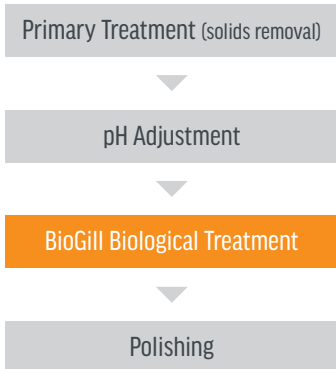 Primary Treatment (solids removal)
pH Adjustment
BioGill Biological Treatment
Polishing